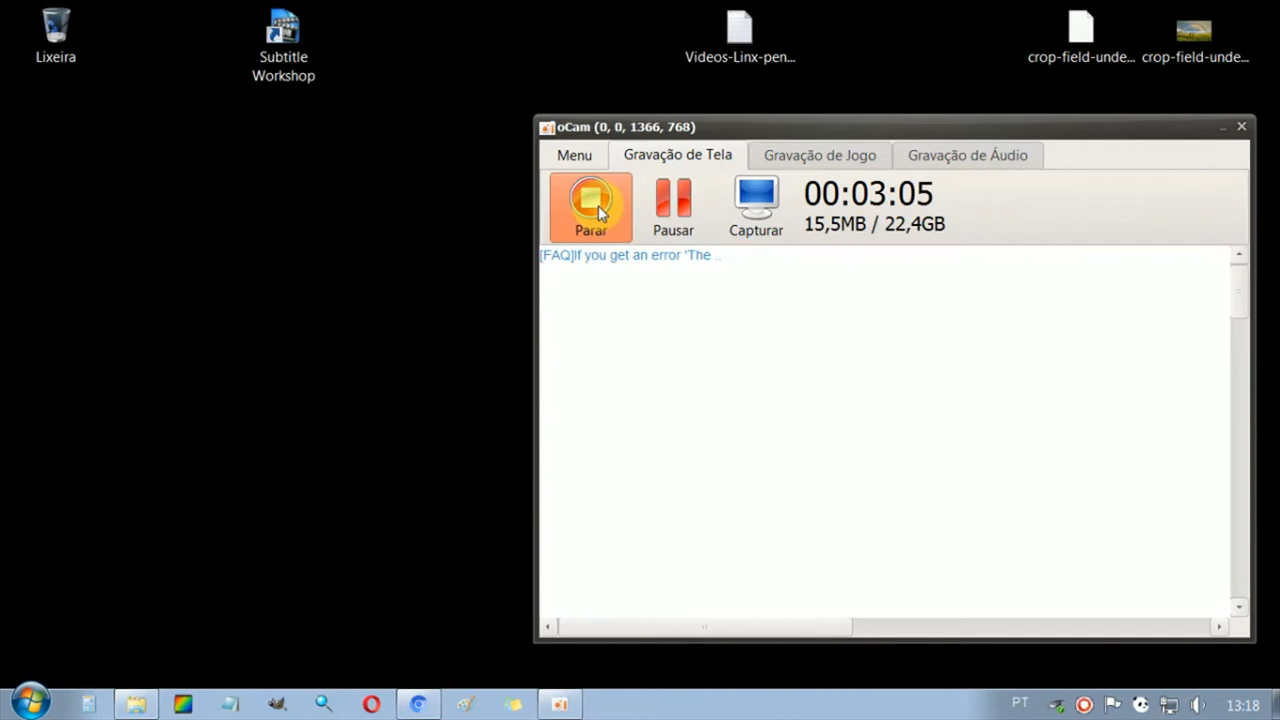 Lixeira
Subtitle
Workshop
Videos-Linx-pen...
crop-field-unde...
crop-field-unde...
oCam (0, 0, 1366, 768)
Menu
Gravação de Tela
Gravação de Jogo
Gravação de Áudio
Parar
Pausar
Capturar
00:03:05
15,5MB / 22,4GB
[FAQ]If you get an error 'The ..
PT
13:18